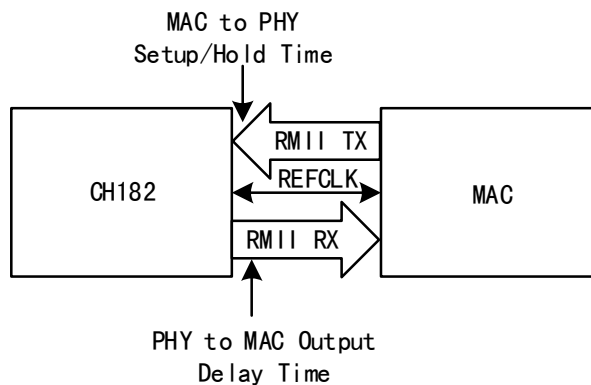 MAC to PHY
Setup/Hold Time
RMII TX
REFCLK
CH182
MAC
RMII RX
PHY to MAC Output
Delay Time